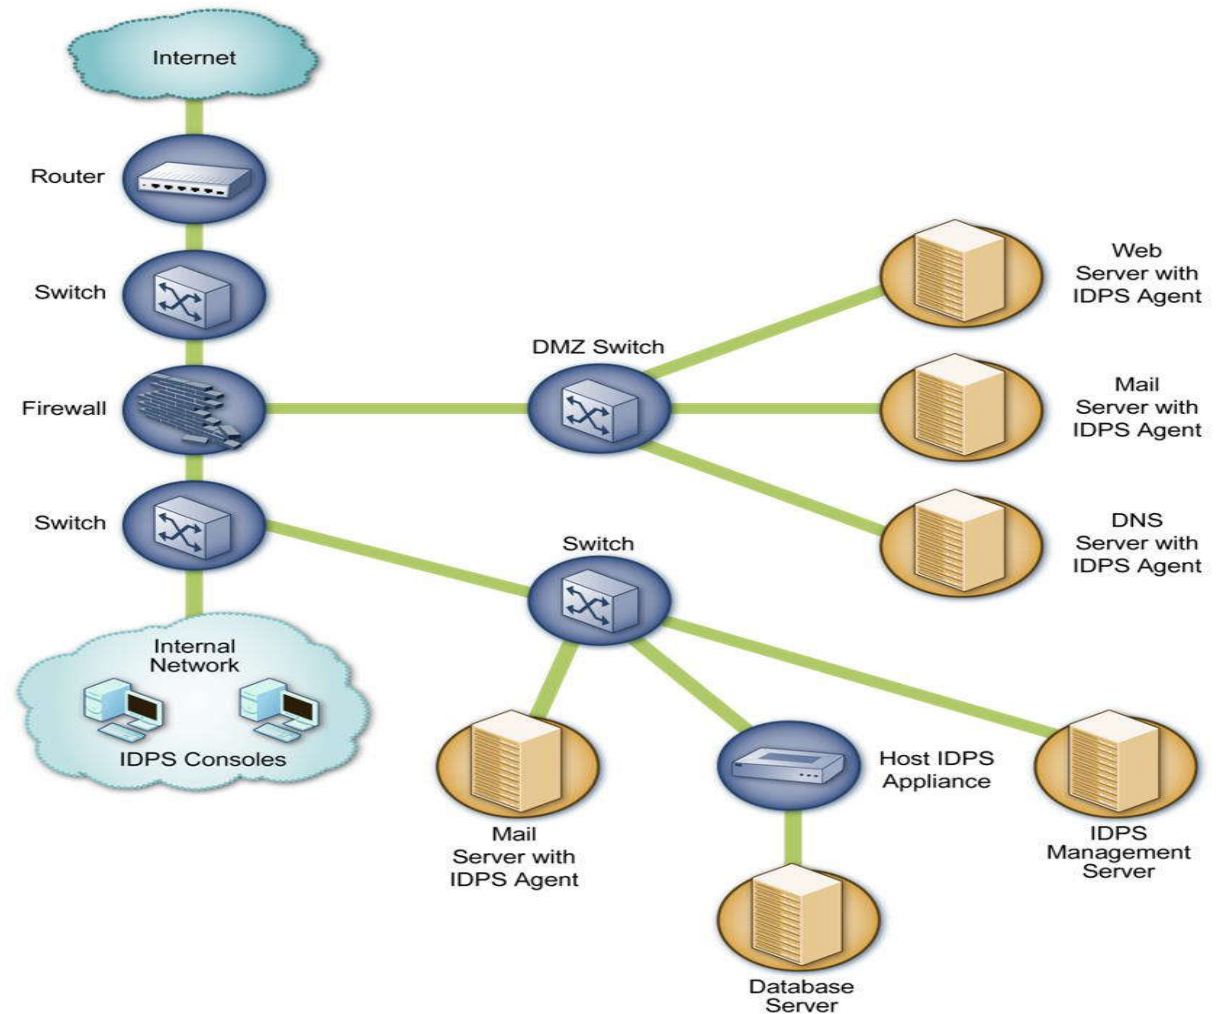 Internet
Router
Switch
Web
Server with
IDPS Agent
DMZ Switch
Mail
Server with
IDPS Agent
Firewall
DNS
Server with
IDPS Agent
Switch
Switch
Internal
Network
IDPS Consoles
Host IDPS
Appliance
Mail
Server with
IDPS Agent
IDPS
Management
Server
Database
Server